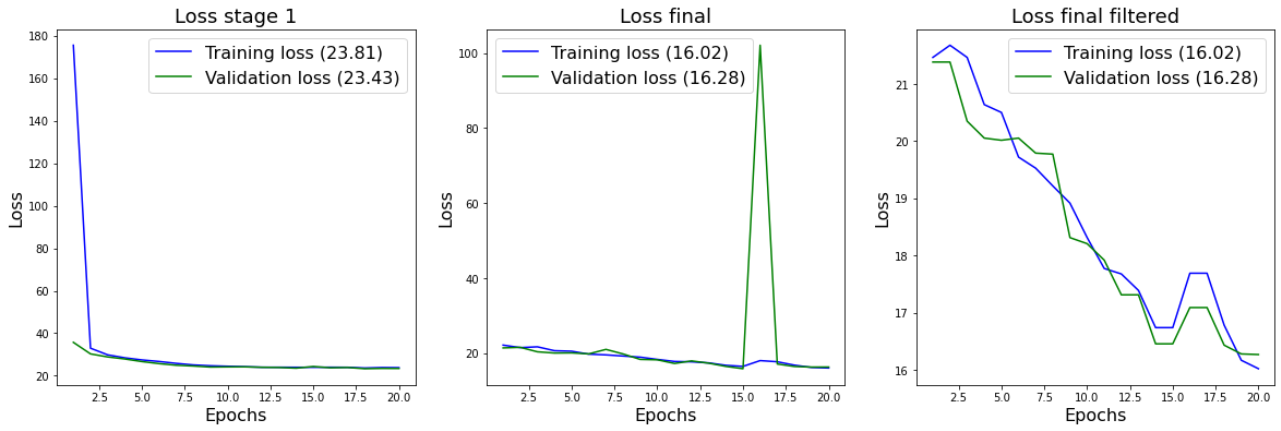 Loss stage 1
Training loss (23.81)
Validation loss (23.43)
180
160
140
120
100
80
60
40
20
Loss
2.5
5.0
7.5
10.0
12.5
15.0
17.5
20.0
Epochs
Loss final
Training loss (16.02)
Validation loss (16.28)
100
80
60
40
20
Loss
2.5
5.0
7.5
10.0
12.5
15.0
17.5
20.0
Epochs
Loss final filtered
Training loss (16.02)
Validation loss (16.28)
21
20
19
18
17
16
Loss
2.5
5.0
7.5
10.0
12.5
15.0
17.5
20.0
Epochs